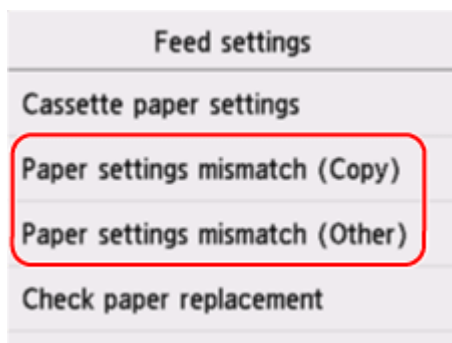 Feed settings
Cassette paper settings
Paper settings mismatch (Copy)
Paper settings mismatch (Other)
Check paper replacement